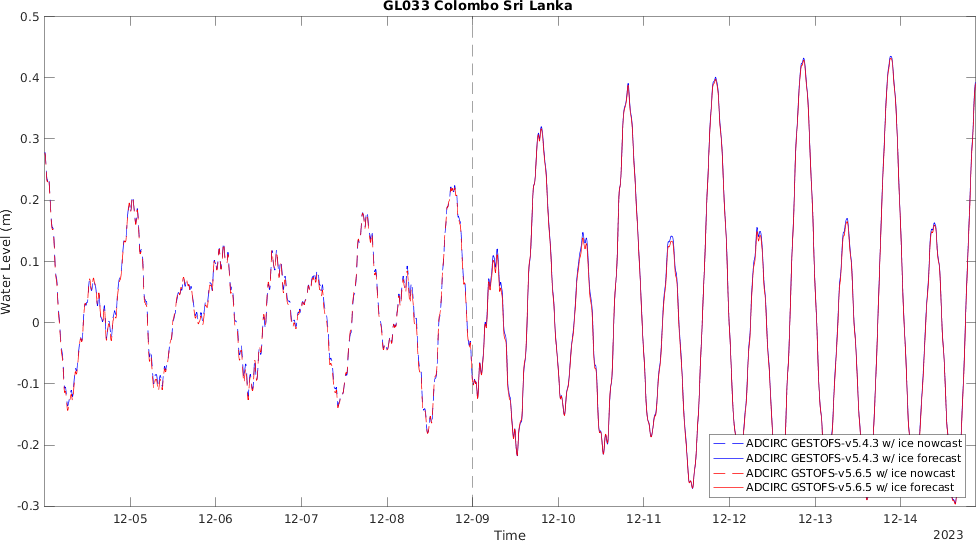 GL033 Colombo Sri Lanka
0.5
0.4
0.3
0.2
0.1
0
-0.1
-0.2
-0.3
Water Level (m)
ADCIRC GESTOFS-v5.4.3 w/ ice nowcast
ADCIRC GESTOFS-v5.4.3 w/ ice forecast
ADCIRC GSTOFS-v5.6.5 w/ ice nowcast
ADCIRC GSTOFS-v5.6.5 w/ ice forecast
12-05 12-06 12-07 12-08 12-09 12-10 12-11 12-12 12-13 12-14
Time
2023